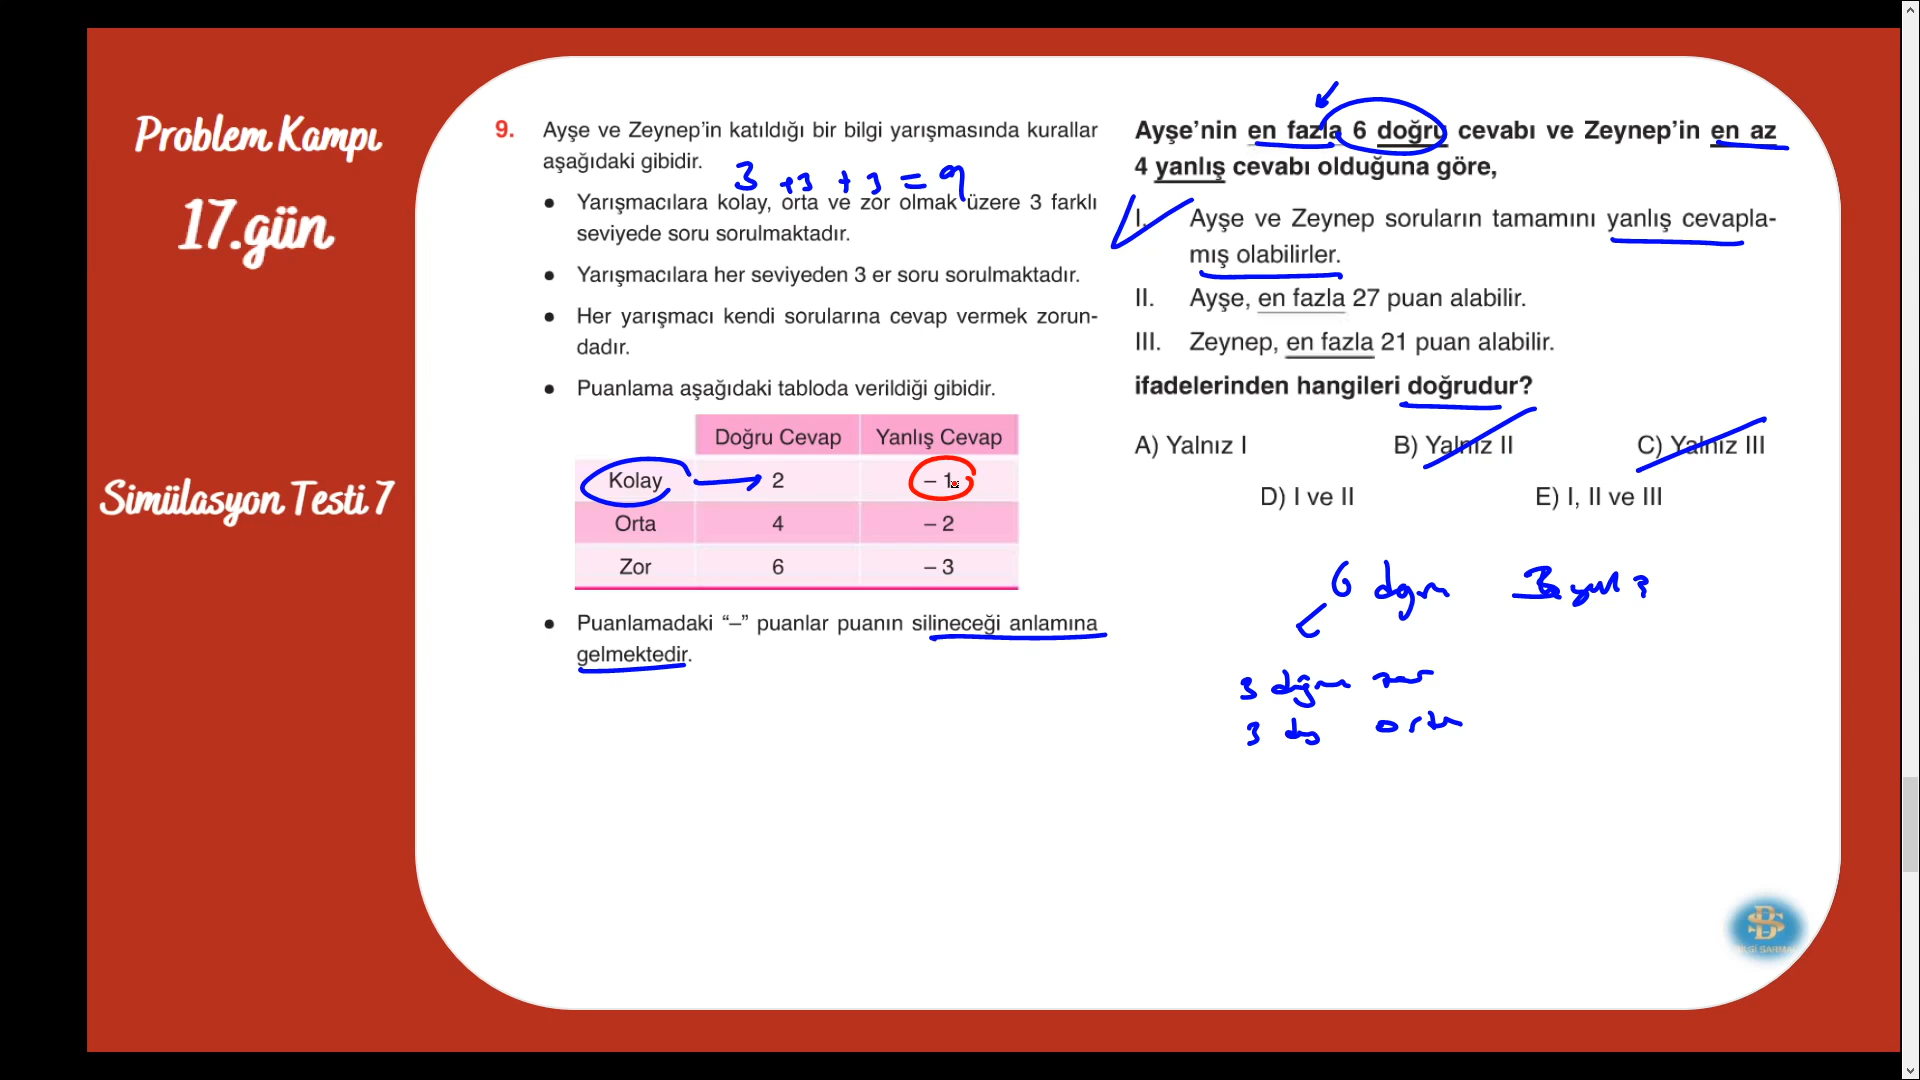 Problem Kampı
17.gün
Simülasyon Testi 7
9. Ayşe ve Zeynep’in katıldığı bir bilgi yarışmasında kurallar
aşağıdaki gibidir.
3 +3 + 3 = 9
• Yarışmacılara kolay, orta ve zor olmak üzere 3 farklı
seviyede soru sorulmaktadır.
• Yarışmacılara her seviyeden 3 er soru sorulmaktadır.
• Her yarışmacı kendi sorularına cevap vermek zorun-
dadır.
• Puanlama aşağıdaki tabloda verildiği gibidir.
Doğru Cevap Yanlış Cevap
Kolay 2 – 1
Orta 4 – 2
Zor 6 – 3
• Puanlamadaki “–” puanlar puanın silineceği anlamına
gelmektedir.
Ayşe’nin en fazla 6 doğru cevabı ve Zeynep’in en az
4 yanlış cevabı olduğuna göre,
I. Ayşe ve Zeynep soruların tamamını yanlış cevapla-
mış olabilirler.
II. Ayşe, en fazla 27 puan alabilir.
III. Zeynep, en fazla 21 puan alabilir.
ifadelerinden hangileri doğrudur?
A) Yalnız I B) Yalnız II C) Yalnız III
D) I ve II E) I, II ve III
6 doğru 3 yanlış
3 doğru zor
3 doğ orta